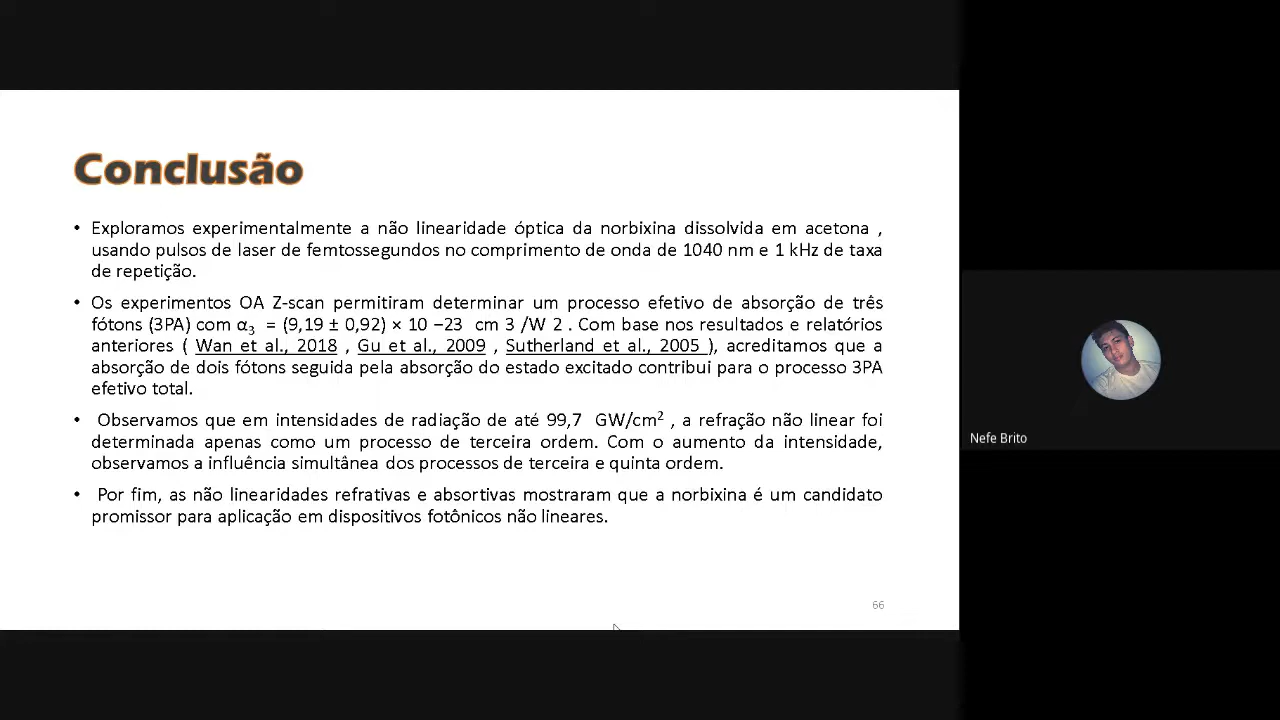 Conclusão
• Exploramos experimentalmente a não linearidade óptica da norbixina dissolvida em acetona ,
usando pulsos de laser de femtossegundos no comprimento de onda de 1040 nm e 1 kHz de taxa
de repetição.
• Os experimentos OA Z-scan permitiram determinar um processo efetivo de absorção de três
fótons (3PA) com α₃ = (9,19 ± 0,92) × 10 −23 cm 3 /W 2 . Com base nos resultados e relatórios
anteriores ( Wan et al., 2018 , Gu et al., 2009 , Sutherland et al., 2005 ), acreditamos que a
absorção de dois fótons seguida pela absorção do estado excitado contribui para o processo 3PA
efetivo total.
• Observamos que em intensidades de radiação de até 99,7 GW/cm² , a refração não linear foi
determinada apenas como um processo de terceira ordem. Com o aumento da intensidade,
observamos a influência simultânea dos processos de terceira e quinta ordem.
• Por fim, as não linearidades refrativas e absortivas mostraram que a norbixina é um candidato
promissor para aplicação em dispositivos fotônicos não lineares.
66
Nefe Brito